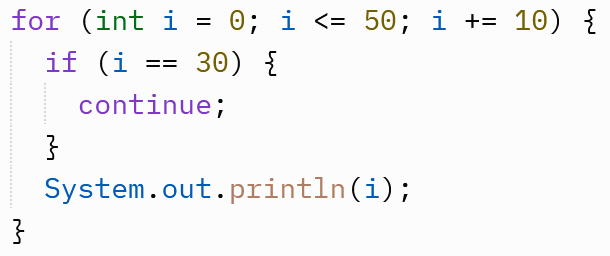 for (int i = 0; i <= 50; i += 10) {
  if (i == 30) {
    continue;
  }
  System.out.println(i);
}